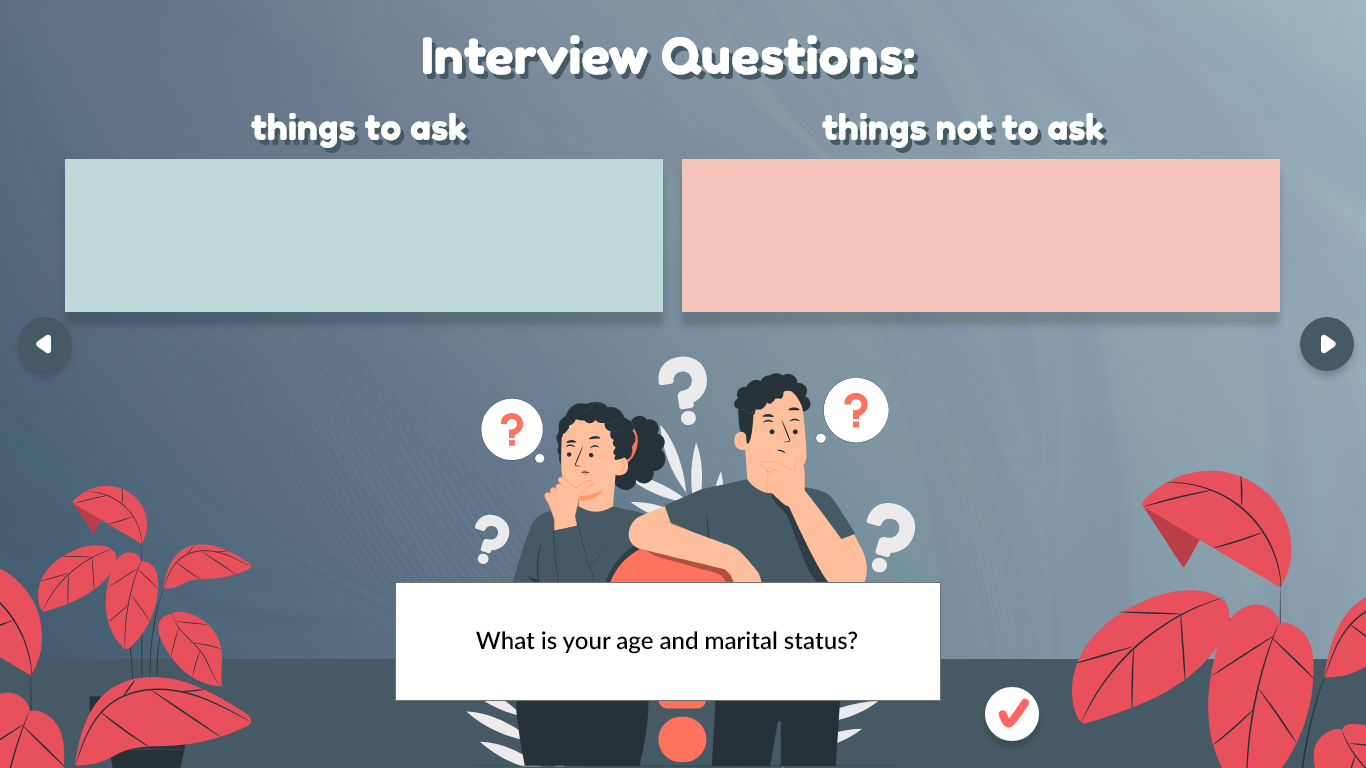 Interview Questions:
things to ask
things not to ask
?
? ?
? ?
What is your age and marital status?